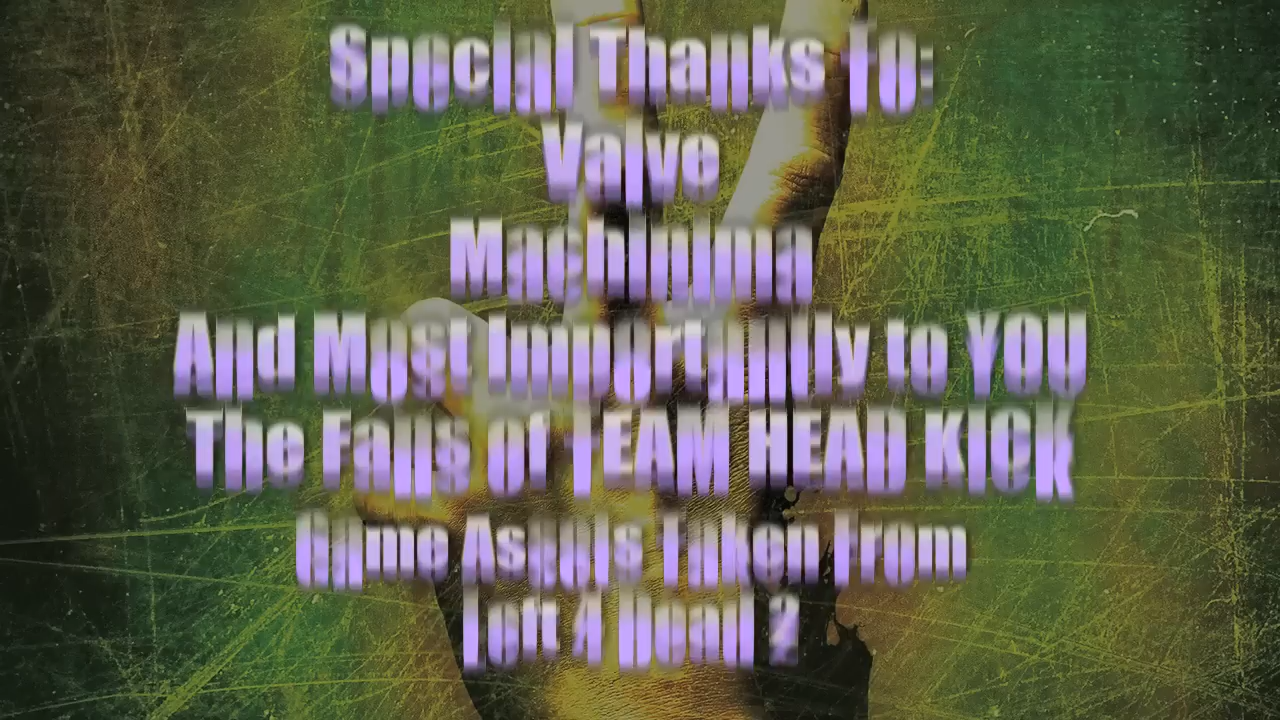 Special Thanks To:
Valve
Machinima
And Most Importantly to YOU
The Fans of TEAM HEAD KICK
Game Assets Taken From
Left 4 Dead 2